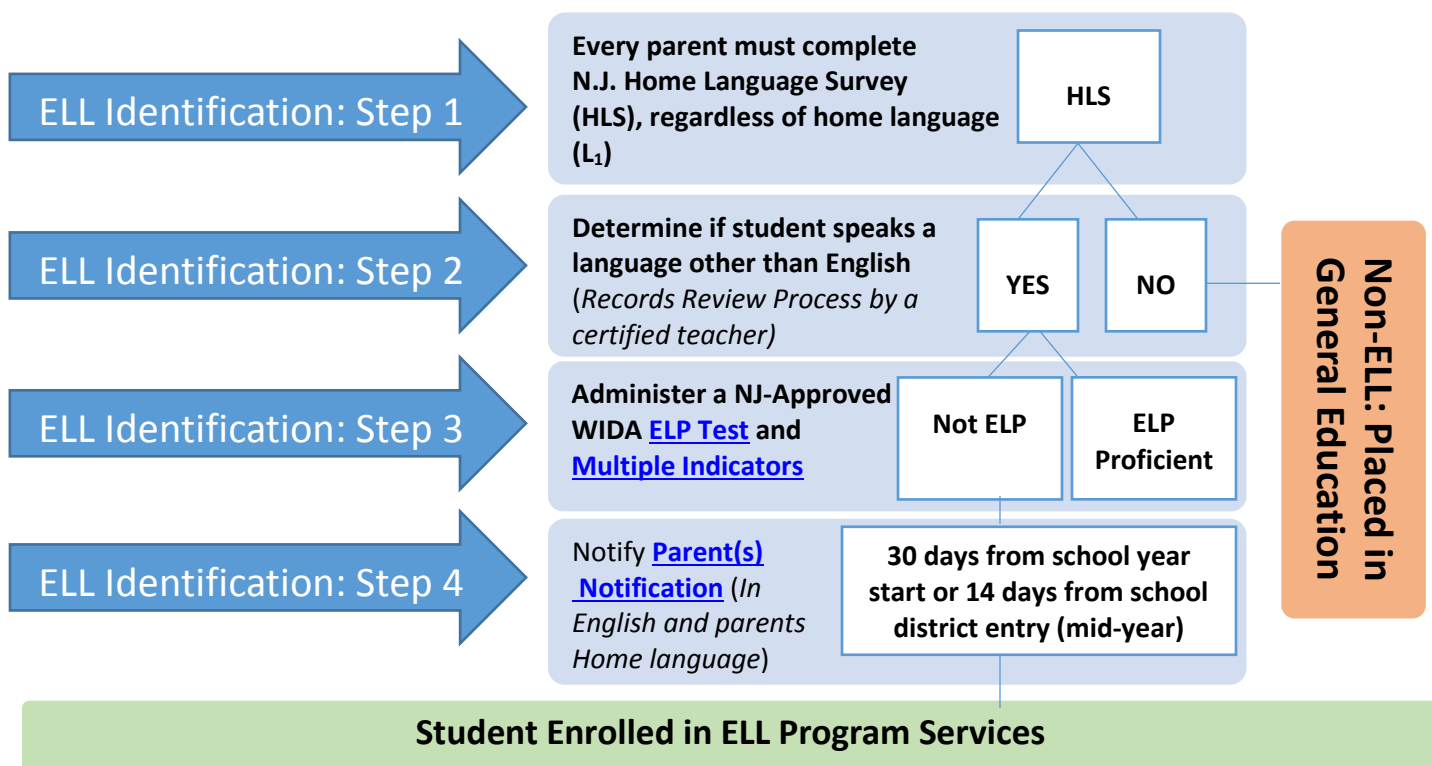 ELL Identification: Step 1
Every parent must complete
N.J. Home Language Survey
(HLS), regardless of home language
(L₁)
HLS
ELL Identification: Step 2
Determine if student speaks a
language other than English
(Records Review Process by a
certified teacher)
YES
NO
Non-ELL: Placed in
General Education
ELL Identification: Step 3
Administer a NJ-Approved
WIDA ELP Test and
Multiple Indicators
Not ELP
ELP
Proficient
ELL Identification: Step 4
Notify Parent(s)
Notification (In
English and parents
Home language)
30 days from school year
start or 14 days from school
district entry (mid-year)
Student Enrolled in ELL Program Services